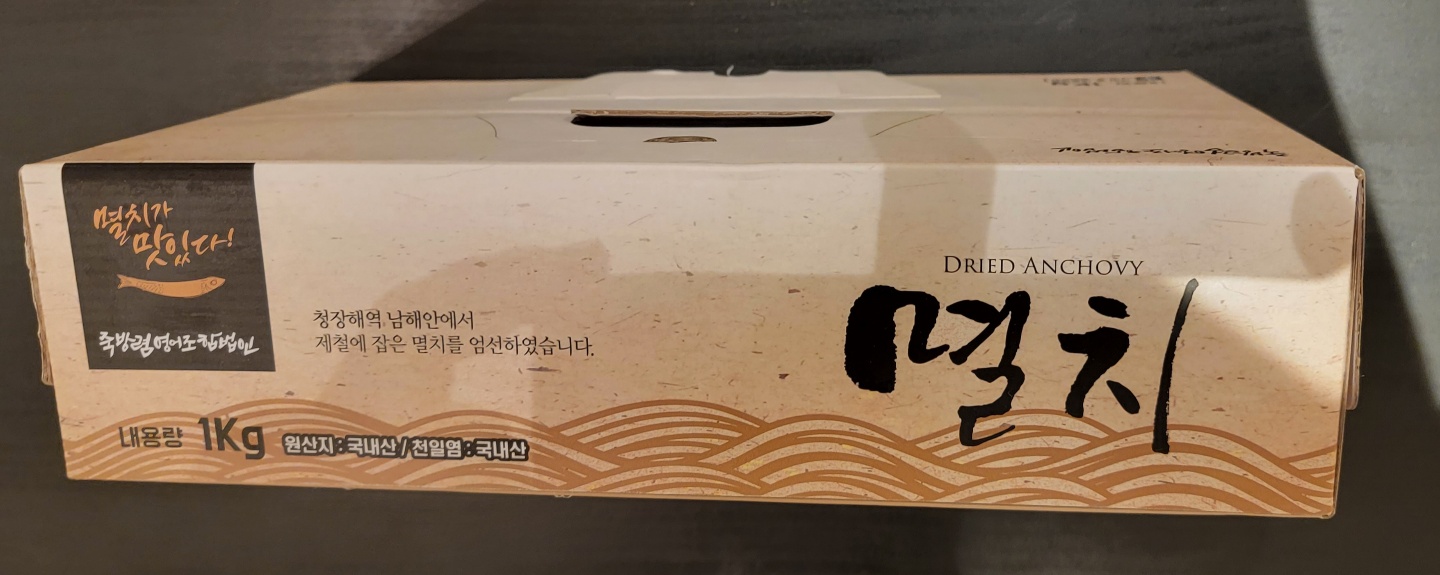 멸치가
맛있다!
죽방렴영어조합법인
청장해역 남해안에서
제철에 잡은 멸치를 엄선하였습니다.
내용량 1Kg 원산지 : 국내산 / 천일염 : 국내산
DRIED ANCHOVY
멸치